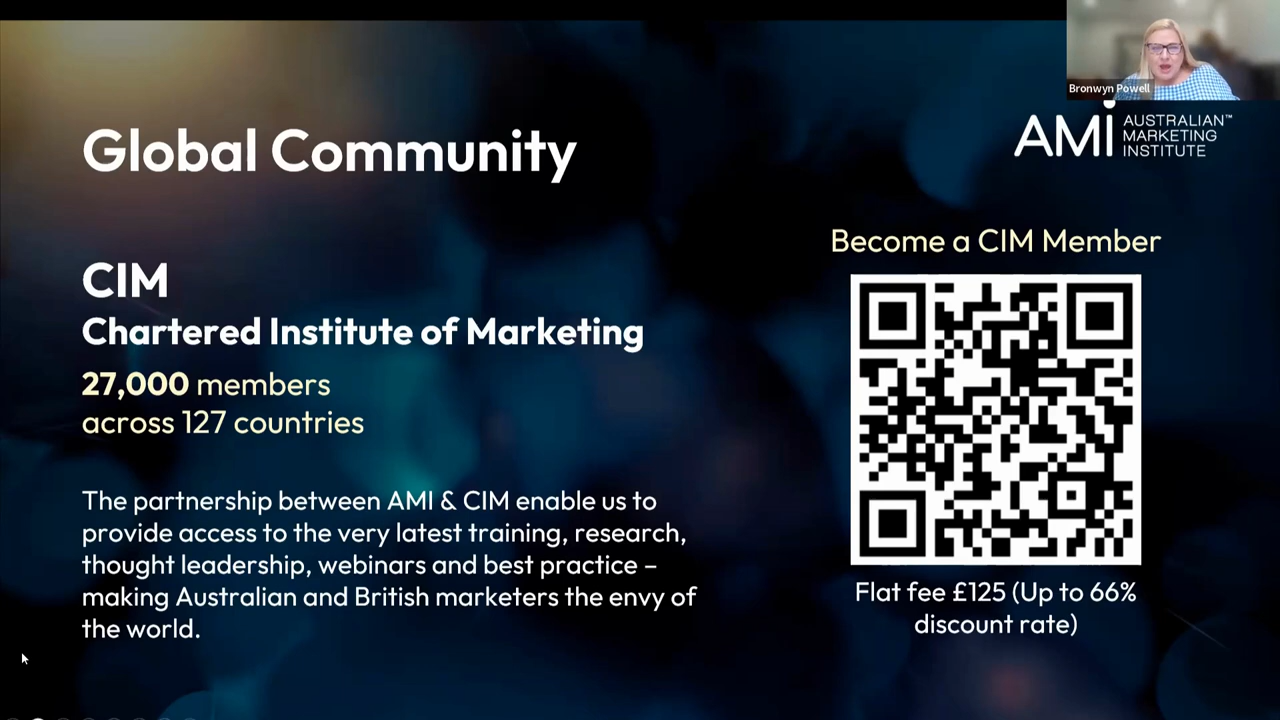 Bronwyn Powell
AMI AUSTRALIAN™
MARKETING
INSTITUTE
Global Community
CIM
Chartered Institute of Marketing
27,000 members
across 127 countries
The partnership between AMI & CIM enable us to
provide access to the very latest training, research,
thought leadership, webinars and best practice –
making Australian and British marketers the envy of
the world.
Become a CIM Member
Flat fee £125 (Up to 66%
discount rate)